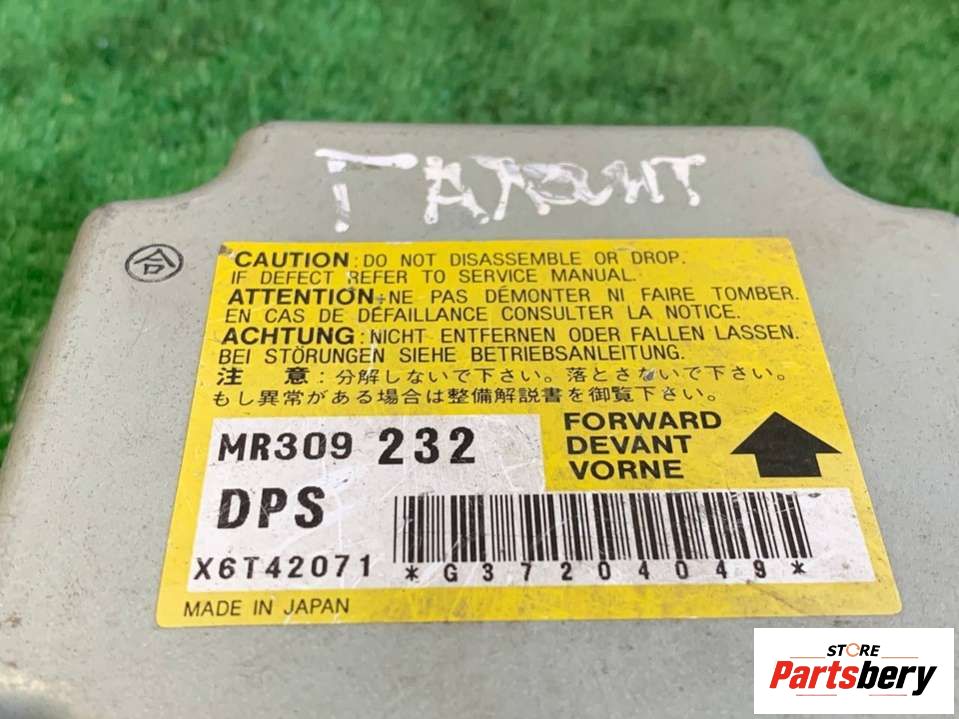 ГАЛАНТ
合
CAUTION : DO NOT DISASSEMBLE OR DROP.
IF DEFECT REFER TO SERVICE MANUAL.
ATTENTION : NE PAS DÉMONTER NI FAIRE TOMBER.
EN CAS DE DÉFAILLANCE CONSULTER LA NOTICE.
ACHTUNG : NICHT ENTFERNEN ODER FALLEN LASSEN.
BEI STÖRUNGEN SIEHE BETRIEBSANLEITUNG.
注 意 : 分解しないで下さい。落とさないで下さい。
もし異常がある場合は整備解説書を御覧下さい。
MR309 232
FORWARD
DEVANT
VORNE
DPS
X6T42071
*G37204049*
MADE IN JAPAN
STORE
Partsbery